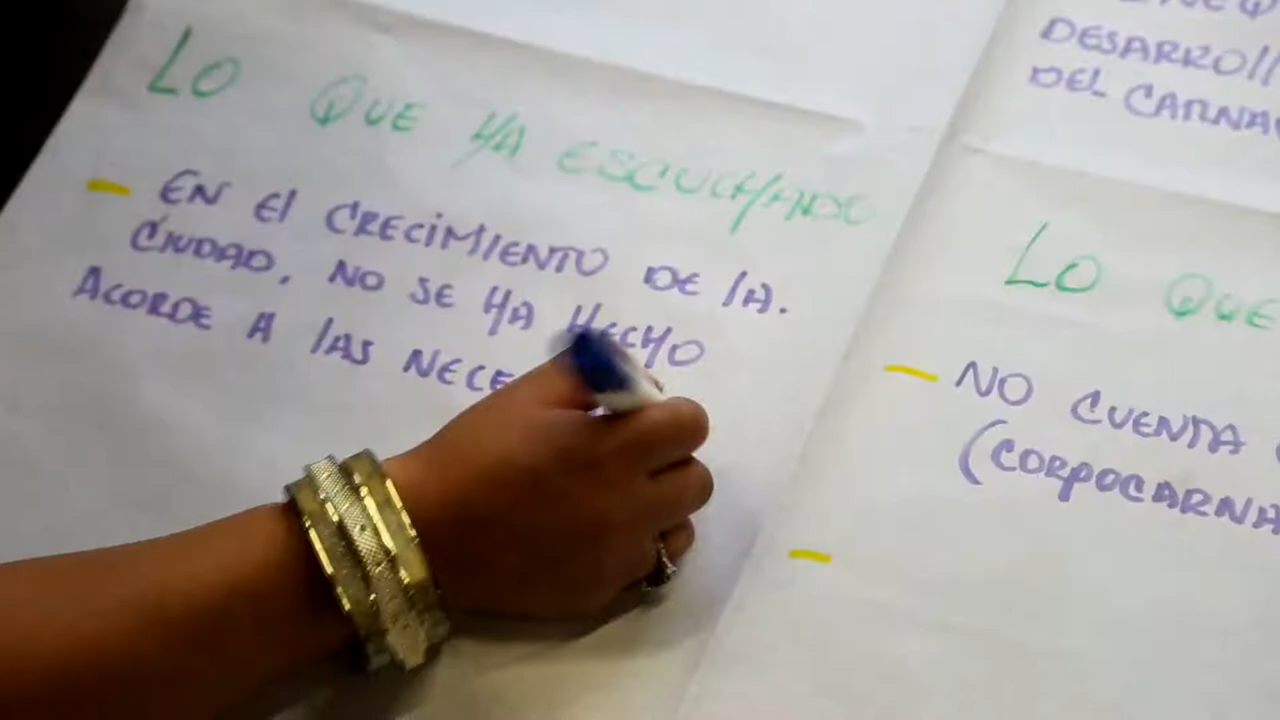 LO QUE HA ESCUCHADO
- EN El CRECIMIENTO DE lA.
CIUDAD, NO SE HA HECHO
ACORDE A lAS NECE
DESARROll
DEL CARNA
LO QUE
- NO CUENTA
(CORPOCARNA
-